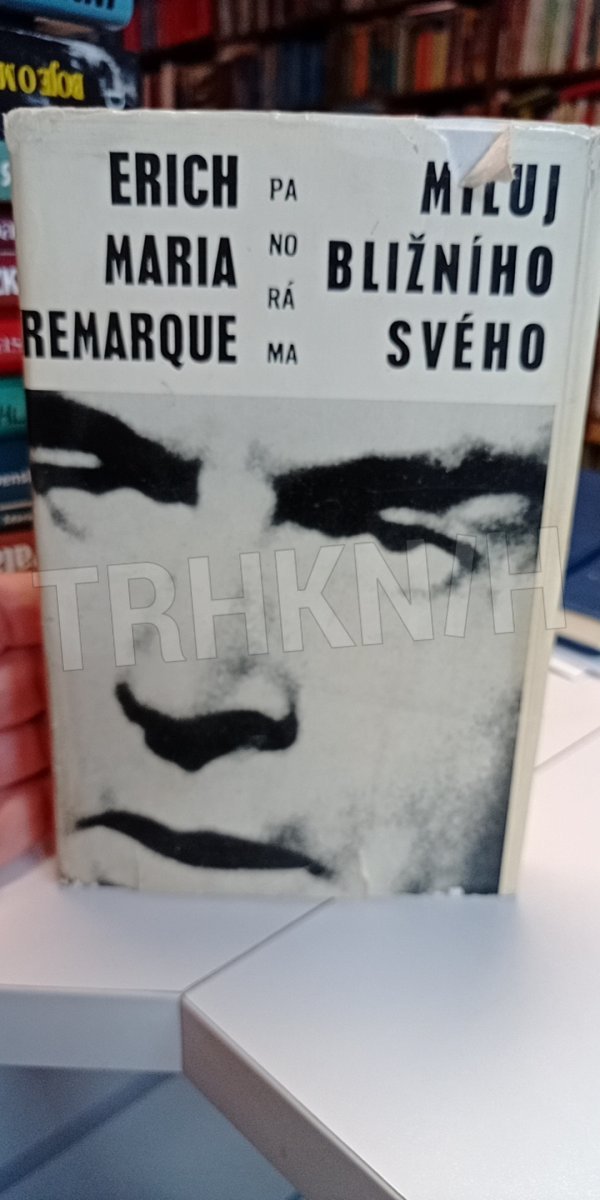 ERICH
MARIA
REMARQUE
PA
NO
RÁ
MA
MILUJ
BLIŽNÍHO
SVÉHO
TRHKNIH